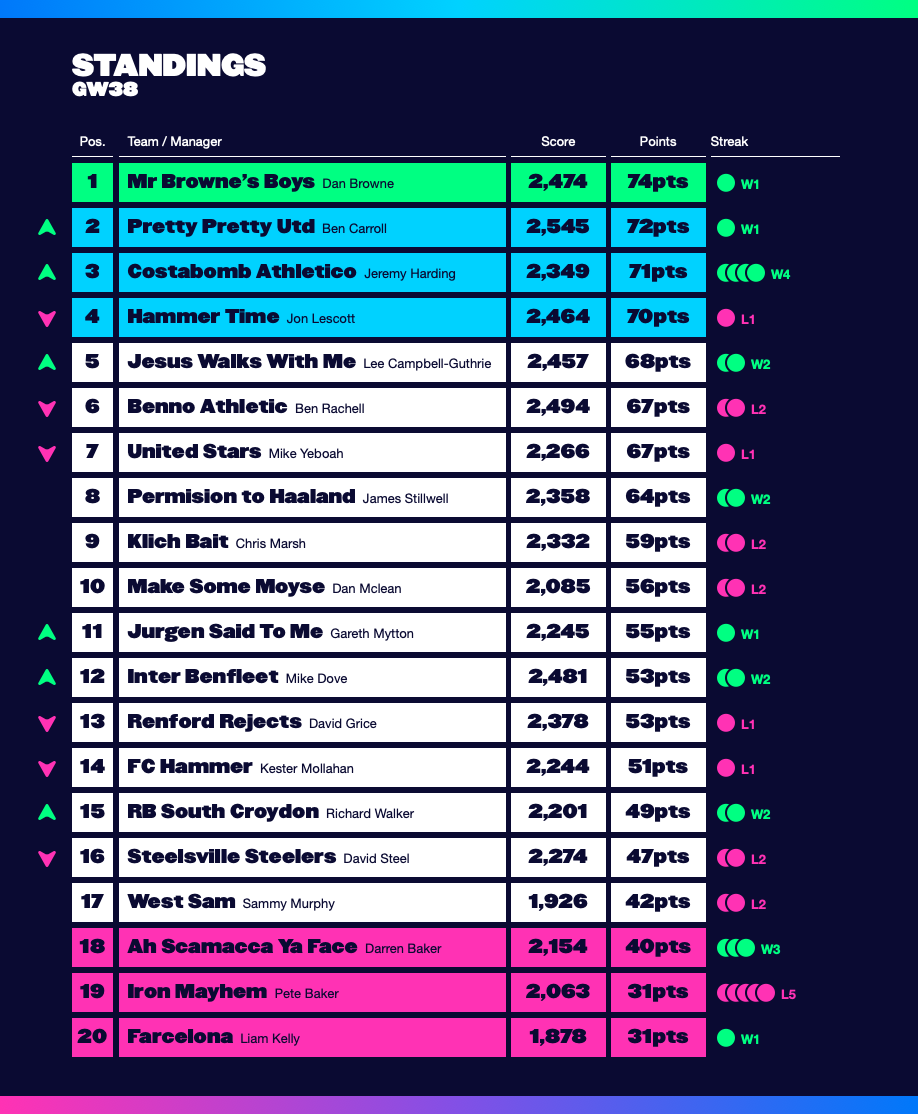 STANDINGS
GW38
Pos. Team / Manager Score Points Streak
1 Mr Browne's Boys Dan Browne 2,474 74pts W1
2 Pretty Pretty Utd Ben Carroll 2,545 72pts W1
3 Costabomb Athletico Jeremy Harding 2,349 71pts W4
4 Hammer Time Jon Lescott 2,464 70pts L1
5 Jesus Walks With Me Lee Campbell-Guthrie 2,457 68pts W2
6 Benno Athletic Ben Rachell 2,494 67pts L2
7 United Stars Mike Yeboah 2,266 67pts L1
8 Permision to Haaland James Stillwell 2,358 64pts W2
9 Klich Bait Chris Marsh 2,332 59pts L2
10 Make Some Moyse Dan Mclean 2,085 56pts L2
11 Jurgen Said To Me Gareth Mytton 2,245 55pts W1
12 Inter Benfleet Mike Dove 2,481 53pts W2
13 Renford Rejects David Grice 2,378 53pts L1
14 FC Hammer Kester Mollahan 2,244 51pts L1
15 RB South Croydon Richard Walker 2,201 49pts W2
16 Steelsville Steelers David Steel 2,274 47pts L2
17 West Sam Sammy Murphy 1,926 42pts L2
18 Ah Scamacca Ya Face Darren Baker 2,154 40pts W3
19 Iron Mayhem Pete Baker 2,063 31pts L5
20 Farcelona Liam Kelly 1,878 31pts W1